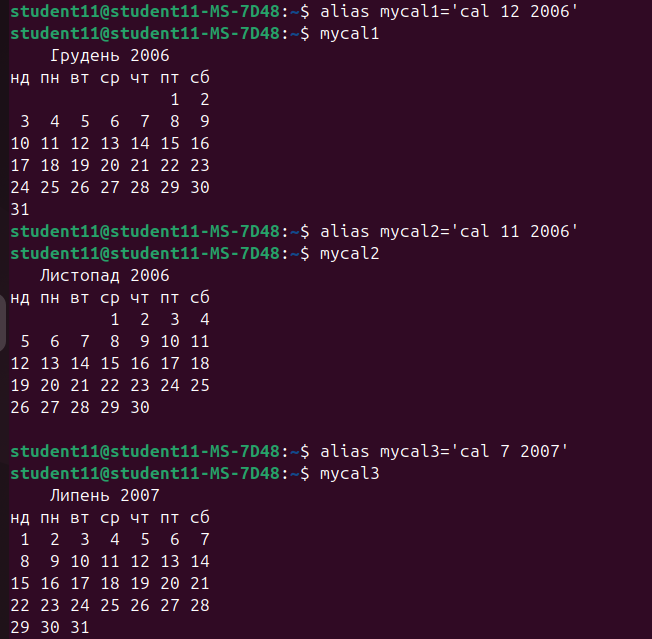 student11@student11-MS-7D48:~$ alias mycal1='cal 12 2006'
student11@student11-MS-7D48:~$ mycal1
    Грудень 2006
нд пн вт ср чт пт сб
                1  2
 3  4  5  6  7  8  9
10 11 12 13 14 15 16
17 18 19 20 21 22 23
24 25 26 27 28 29 30
31
student11@student11-MS-7D48:~$ alias mycal2='cal 11 2006'
student11@student11-MS-7D48:~$ mycal2
   Листопад 2006
нд пн вт ср чт пт сб
          1  2  3  4
 5  6  7  8  9 10 11
12 13 14 15 16 17 18
19 20 21 22 23 24 25
26 27 28 29 30
student11@student11-MS-7D48:~$ alias mycal3='cal 7 2007'
student11@student11-MS-7D48:~$ mycal3
    Липень 2007
нд пн вт ср чт пт сб
 1  2  3  4  5  6  7
 8  9 10 11 12 13 14
15 16 17 18 19 20 21
22 23 24 25 26 27 28
29 30 31